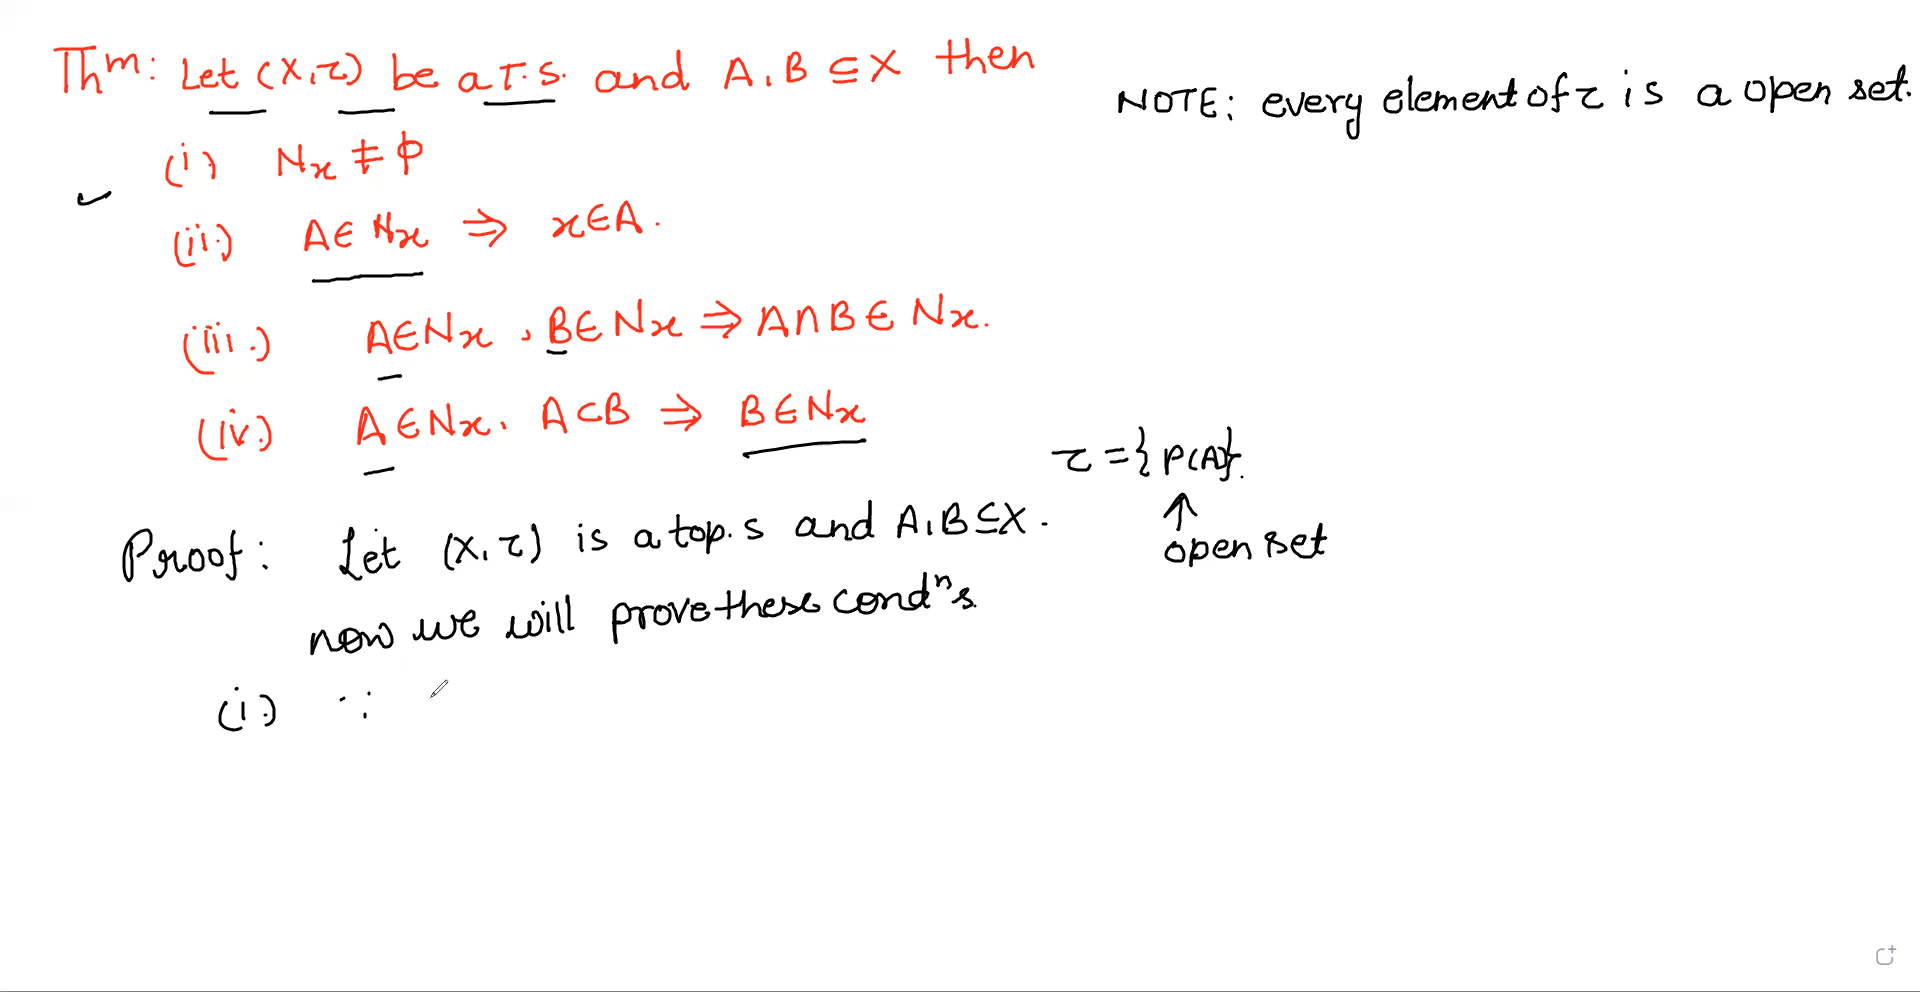 Thm: Let (X,τ) be a T.S. and A,B ⊆ X then
NOTE: every element of τ is a open set.
(i) Nx ≠ ϕ
(ii) A∈ Nx ⇒ x∈A.
(iii.) A∈Nx , B∈Nx ⇒ A∩B∈ Nx.
(iv.) A∈Nx, A⊂B ⇒ B∈Nx
τ = {P(A)}.
↑
open set
Proof: Let (X,τ) is a top. s and A,B⊆X.
now we will prove these condns.
(i.) ∵